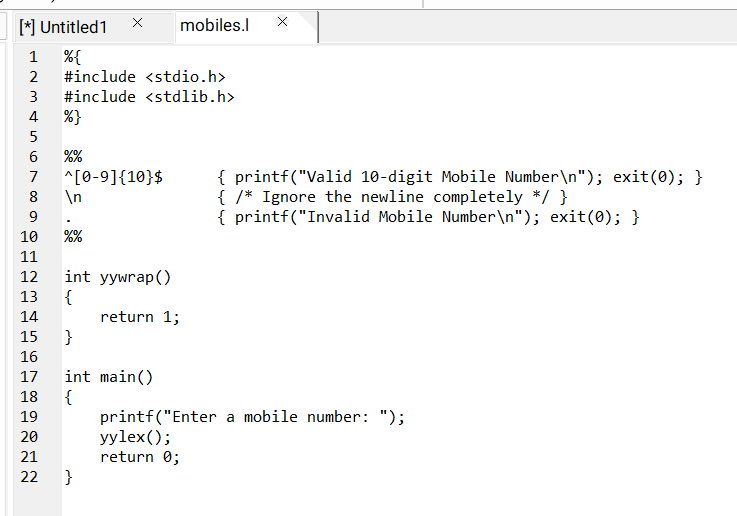 [*] Untitled1 × mobiles.l ×
1 %{
2 #include <stdio.h>
3 #include <stdlib.h>
4 %}
5
6 %%
7 ^[0-9]{10}$      { printf("Valid 10-digit Mobile Number\n"); exit(0); }
8 \n               { /* Ignore the newline completely */ }
9 .                { printf("Invalid Mobile Number\n"); exit(0); }
10 %%
11
12 int yywrap()
13 {
14     return 1;
15 }
16
17 int main()
18 {
19     printf("Enter a mobile number: ");
20     yylex();
21     return 0;
22 }